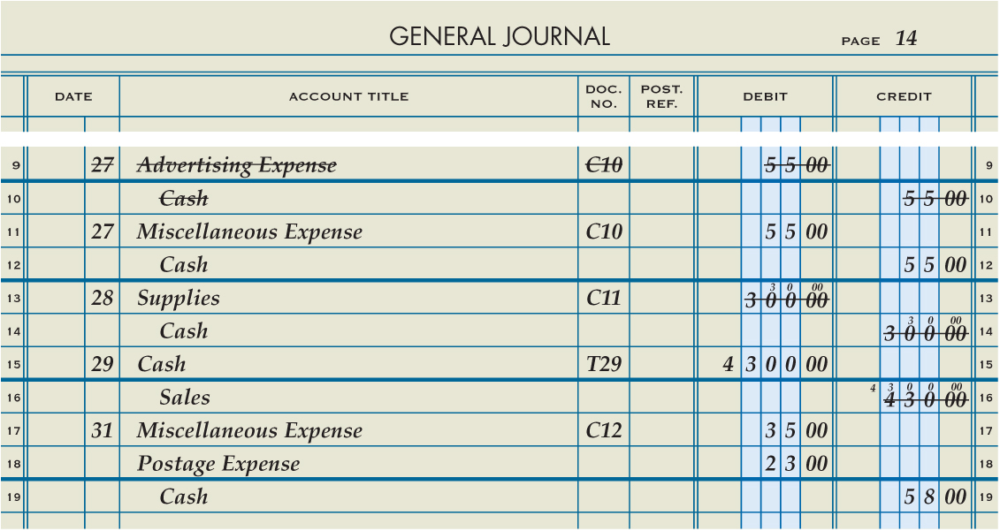 GENERAL JOURNAL PAGE 14
DATE ACCOUNT TITLE DOC. NO. POST. REF. DEBIT CREDIT
9 27 Advertising Expense C10 55 00 9
10 Cash 55 00 10
11 27 Miscellaneous Expense C10 55 00 11
12 Cash 55 00 12
13 28 Supplies C11 30 00 300 00 13
14 Cash 30 00 300 00 14
15 29 Cash T29 4300 00 15
16 Sales 4300 00 430 00 16
17 31 Miscellaneous Expense C12 35 00 17
18 Postage Expense 23 00 18
19 Cash 58 00 19